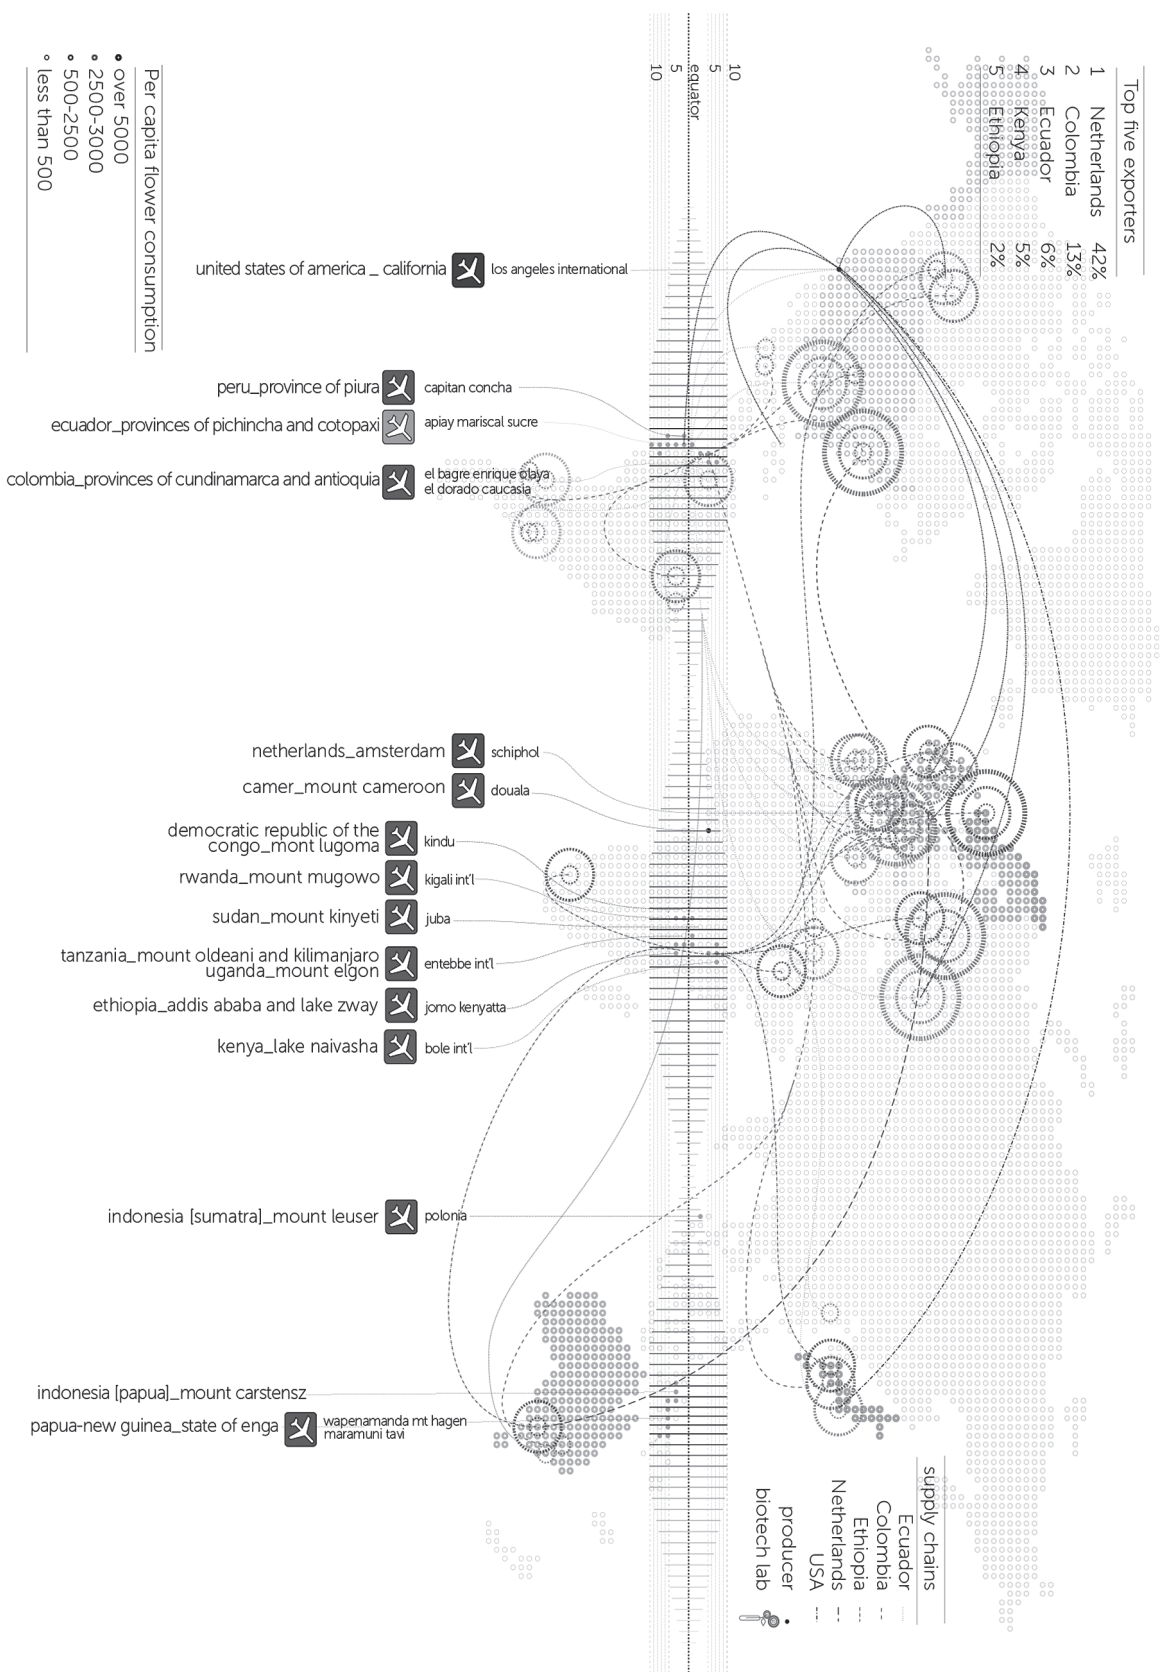 Top five exporters
1 Netherlands 42%
2 Colombia 13%
3 Ecuador 6%
4 Kenya 5%
5 Ethiopia 2%
Per capita flower consumption
over 5000
2500-3000
500-2500
less than 500
10
5
equator
5
10
united states of america _ california
los angeles international
peru_province of piura
capitan concha
ecuador_provinces of pichincha and cotopaxi
apiay mariscal sucre
colombia_provinces of cundinamarca and antioquia
el bagre enrique olaya
el dorado caucasia
netherlands_amsterdam
schiphol
camer_mount cameroon
douala
democratic republic of the
congo_mont lugoma
kindu
rwanda_mount mugowo
kigali int'l
sudan_mount kinyeti
juba
tanzania_mount oldeani and kilimanjaro
uganda_mount elgon
entebbe int'l
ethiopia_addis ababa and lake zway
jomo kenyatta
kenya_lake naivasha
bole int'l
indonesia [sumatra]_mount leuser
polonia
indonesia [papua]_mount carstensz
papua-new guinea_state of enga
wapenamanda mt hagen
maramuni tavi
supply chains
Ecuador
Colombia
Ethiopia
Netherlands
USA
producer
biotech lab